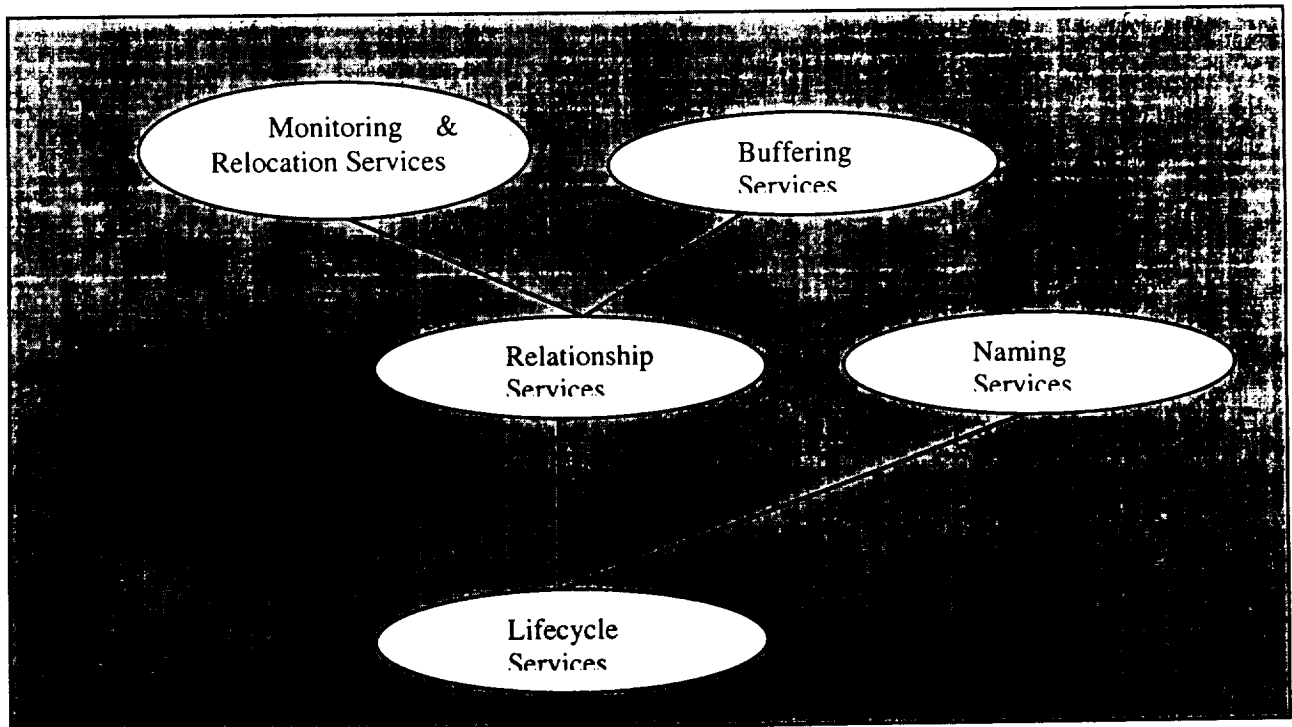 Monitoring &
Relocation Services
Buffering
Services
Relationship
Services
Naming
Services
Lifecycle
Services